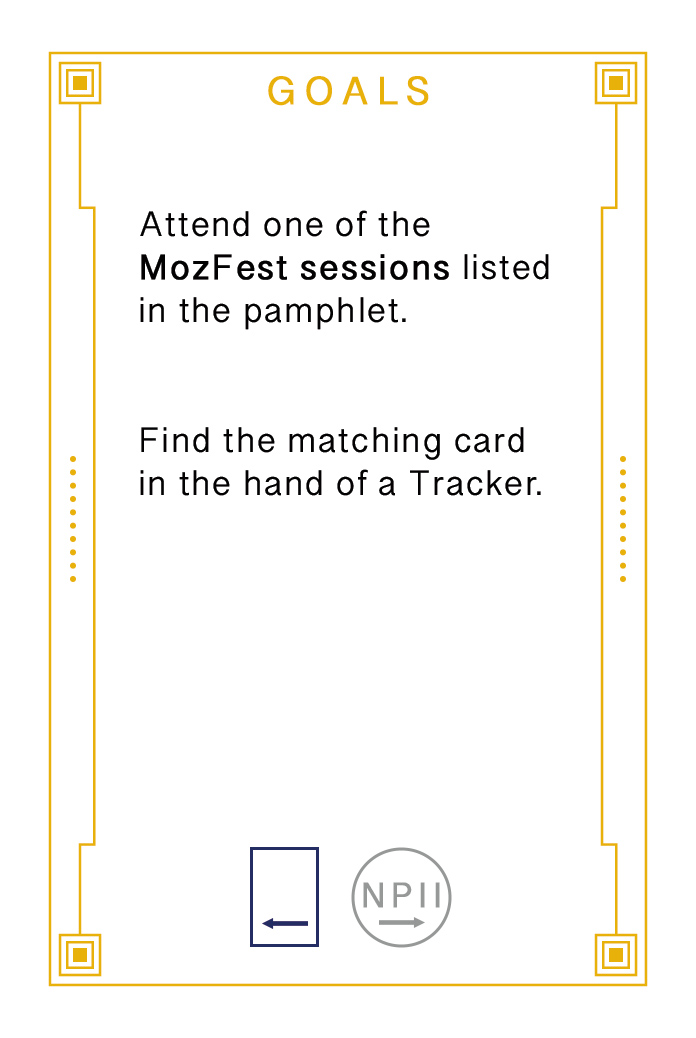 GOALS
Attend one of the
MozFest sessions listed
in the pamphlet.
Find the matching card
in the hand of a Tracker.
NPII